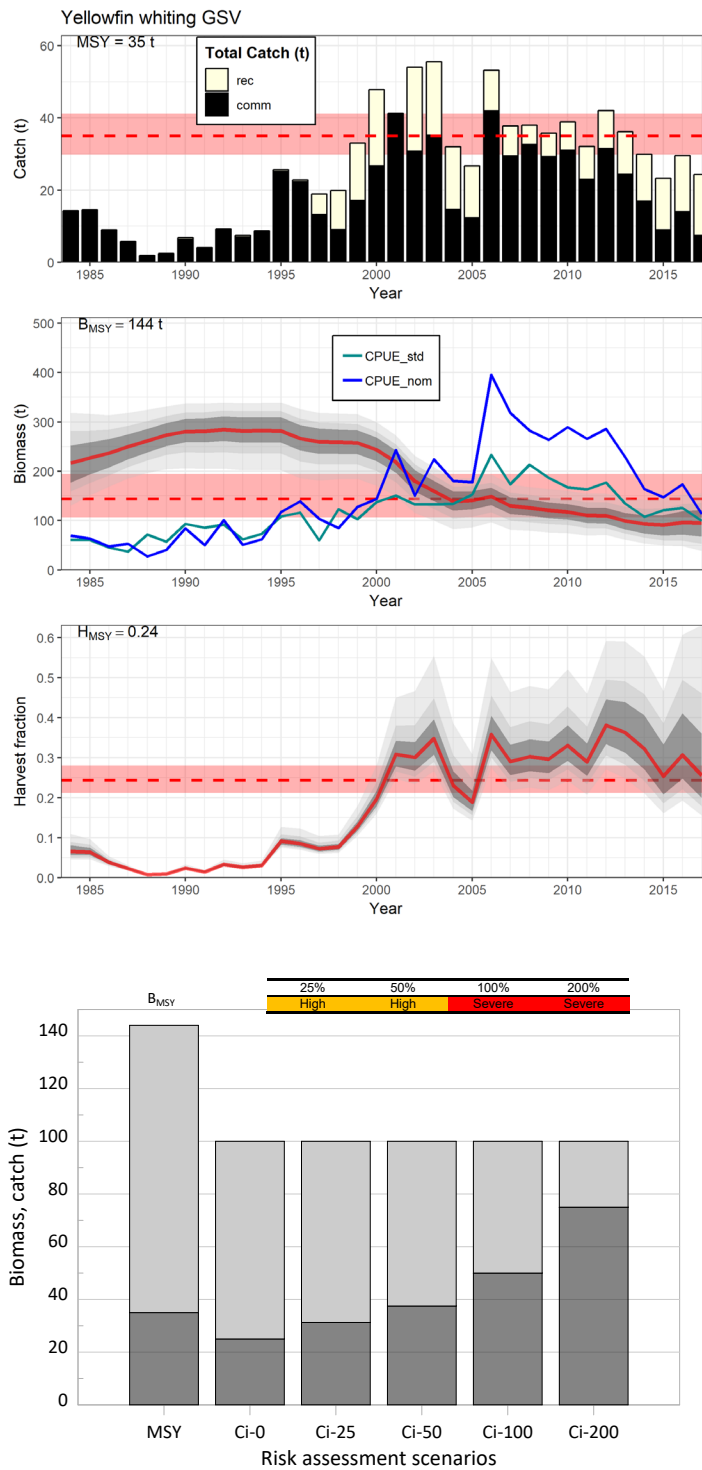 Yellowfin whiting GSV
MSY = 35 t
Total Catch (t)
rec
comm
60
40
20
0
Catch (t)
1985 1990 1995 2000 2005 2010 2015
Year
BMSY = 144 t
CPUE_std
CPUE_nom
500
400
300
200
100
0
Biomass (t)
1985 1990 1995 2000 2005 2010 2015
Year
HMSY = 0.24
0.6
0.5
0.4
0.3
0.2
0.1
0.0
Harvest fraction
1985 1990 1995 2000 2005 2010 2015
Year
25% 50% 100% 200%
BMSY High High Severe Severe
140
120
100
80
60
40
20
0
Biomass, catch (t)
MSY Ci-0 Ci-25 Ci-50 Ci-100 Ci-200
Risk assessment scenarios